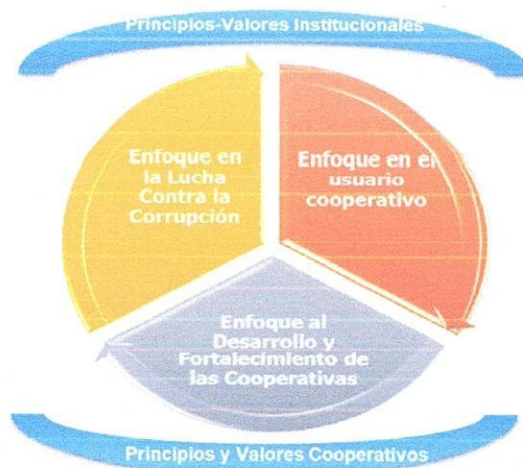 Principios-Valores Institucionales
Enfoque en
la Lucha
Contra la
Corrupción
Enfoque en el
usuario
cooperativo
Enfoque al
Desarrollo y
Fortalecimiento de
las Cooperativas
Principios y Valores Cooperativos